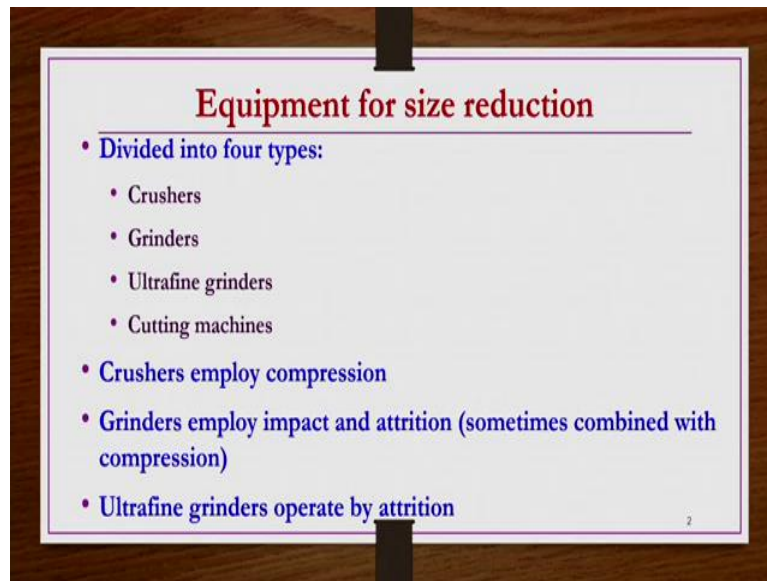 Equipment for size reduction
• Divided into four types:
• Crushers
• Grinders
• Ultrafine grinders
• Cutting machines
• Crushers employ compression
• Grinders employ impact and attrition (sometimes combined with
compression)
• Ultrafine grinders operate by attrition
2